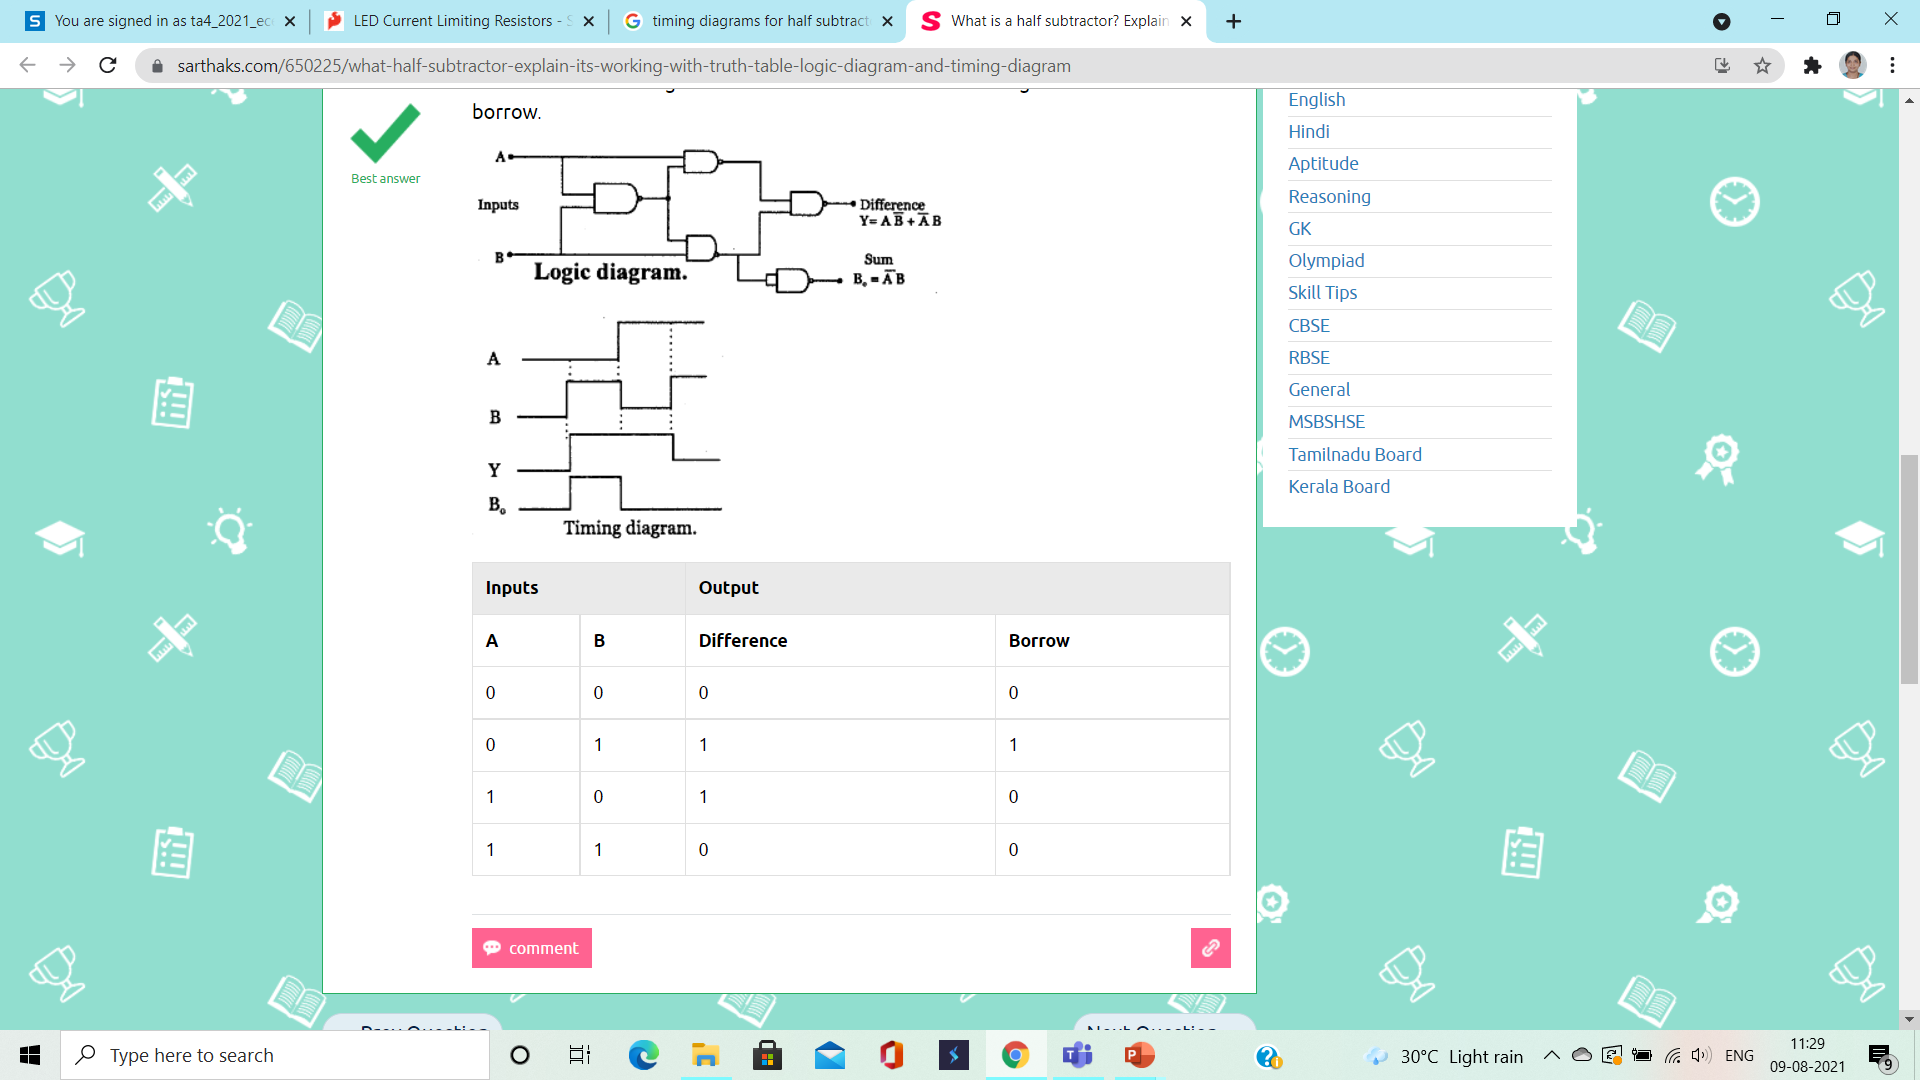 You are signed in as ta4_2021_ec
LED Current Limiting Resistors -
timing diagrams for half subtract
What is a half subtractor? Explain
sarthaks.com/650225/what-half-subtractor-explain-its-working-with-truth-table-logic-diagram-and-timing-diagram
borrow.
Best answer
A
Inputs
B
Difference
Y= A B̅ + A̅ B
Sum
B₀ = A̅ B
Logic diagram.
A
B
Y
B₀
Timing diagram.
Inputs Output
A B Difference Borrow
0 0 0 0
0 1 1 1
1 0 1 0
1 1 0 0
comment
English
Hindi
Aptitude
Reasoning
GK
Olympiad
Skill Tips
CBSE
RBSE
General
MSBSHSE
Tamilnadu Board
Kerala Board
Prev Question
Next Question
Type here to search
30°C Light rain
ENG
11:29
09-08-2021
9